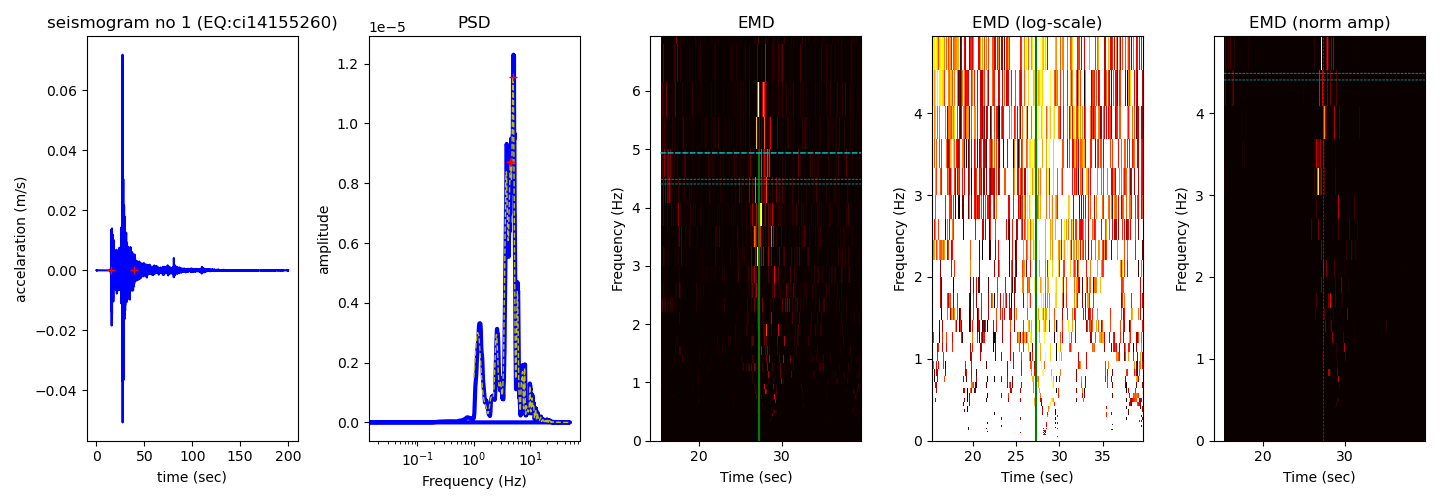 seismogram no 1 (EQ:ci14155260)
accelaration (m/s)
0.06
0.04
0.02
0.00
−0.02
−0.04
0 50 100 150 200
time (sec)
PSD
1e−5
amplitude
1.2
1.0
0.8
0.6
0.4
0.2
0.0
10−1 100 101
Frequency (Hz)
EMD
Frequency (Hz)
6
5
4
3
2
1
0
20 30
Time (sec)
EMD (log-scale)
Frequency (Hz)
4
3
2
1
0
20 25 30 35
Time (sec)
EMD (norm amp)
Frequency (Hz)
4
3
2
1
0
20 30
Time (sec)